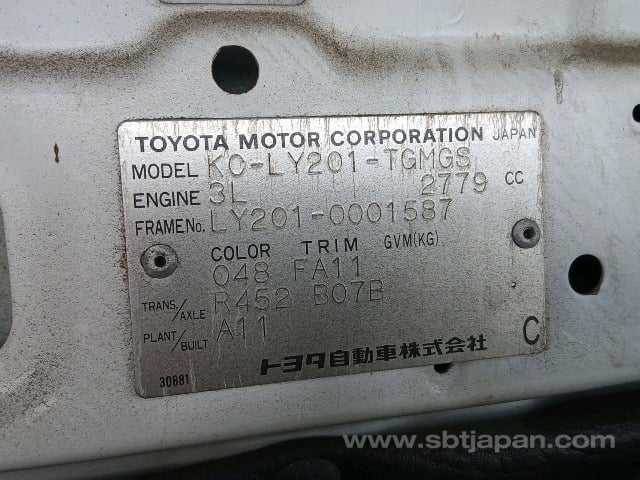 TOYOTA MOTOR CORPORATION JAPAN
MODEL KC-LY201-TGMGS
ENGINE 3L 2779 CC
FRAME No. LY201-0001587
COLOR TRIM GVM(KG)
048 FA11
TRANS/AXLE R452 B07B
PLANT/BUILT A11
トヨタ自動車株式会社 C
30881
www.sbtjapan.com